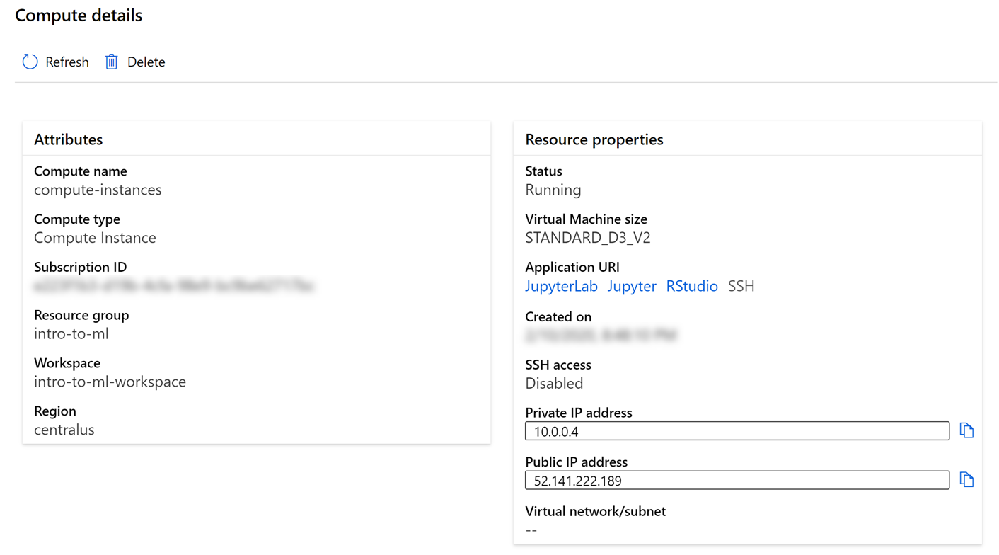 Compute details
Refresh Delete
Attributes
Compute name
compute-instances
Compute type
Compute Instance
Subscription ID
Resource group
intro-to-ml
Workspace
intro-to-ml-workspace
Region
centralus
Resource properties
Status
Running
Virtual Machine size
STANDARD_D3_V2
Application URI
JupyterLab Jupyter RStudio SSH
Created on
SSH access
Disabled
Private IP address
10.0.0.4
Public IP address
52.141.222.189
Virtual network/subnet
--